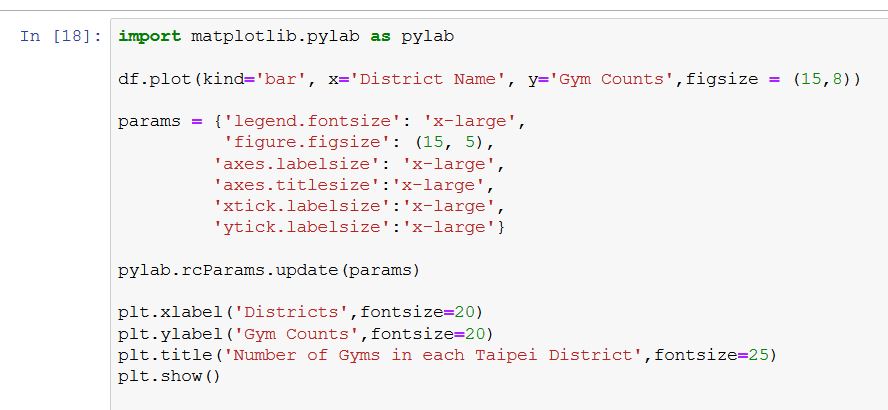 In [18]: import matplotlib.pylab as pylab
df.plot(kind='bar', x='District Name', y='Gym Counts',figsize = (15,8))
params = {'legend.fontsize': 'x-large',
'figure.figsize': (15, 5),
'axes.labelsize': 'x-large',
'axes.titlesize':'x-large',
'xtick.labelsize':'x-large',
'ytick.labelsize':'x-large'}
pylab.rcParams.update(params)
plt.xlabel('Districts',fontsize=20)
plt.ylabel('Gym Counts',fontsize=20)
plt.title('Number of Gyms in each Taipei District',fontsize=25)
plt.show()